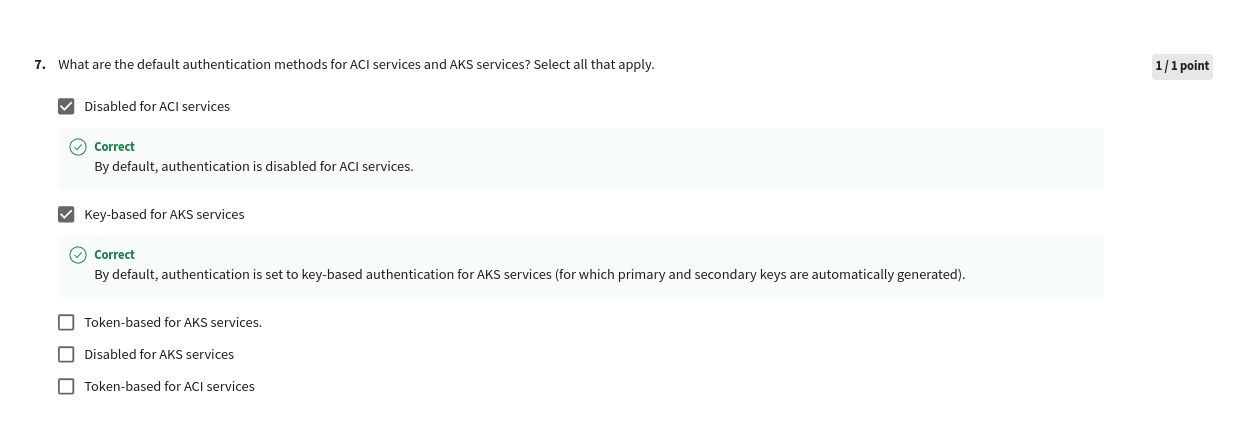 7. What are the default authentication methods for ACI services and AKS services? Select all that apply.
1 / 1 point
Disabled for ACI services
Correct
By default, authentication is disabled for ACI services.
Key-based for AKS services
Correct
By default, authentication is set to key-based authentication for AKS services (for which primary and secondary keys are automatically generated).
Token-based for AKS services.
Disabled for AKS services
Token-based for ACI services